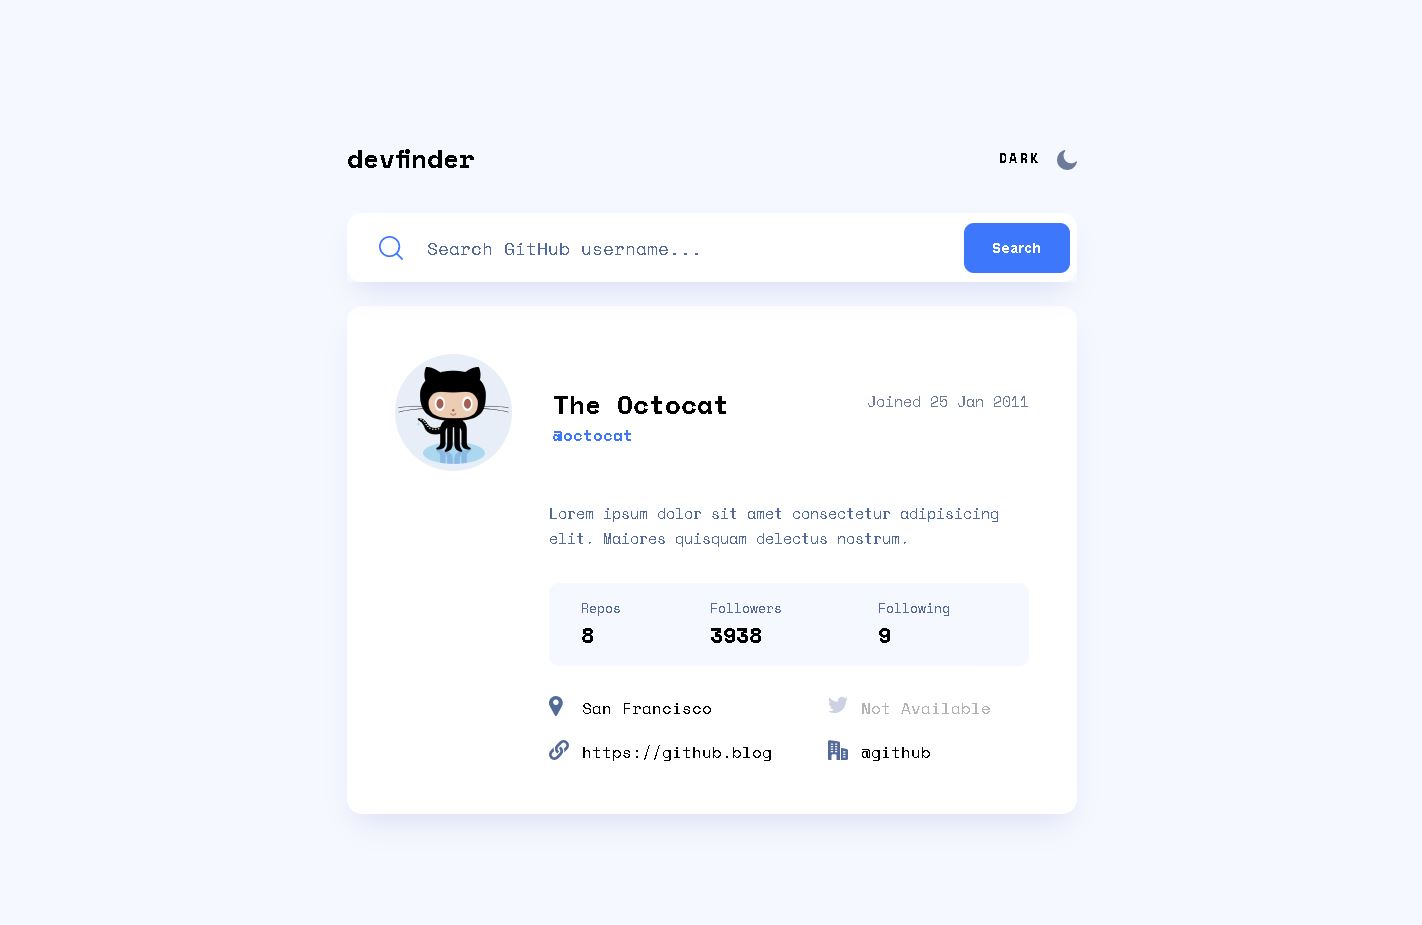 devfinder
DARK
Search GitHub username...
Search
The Octocat
Joined 25 Jan 2011
@octocat
Lorem ipsum dolor sit amet consectetur adipisicing
elit. Maiores quisquam delectus nostrum.
Repos Followers Following
8 3938 9
San Francisco Not Available
https://github.blog @github